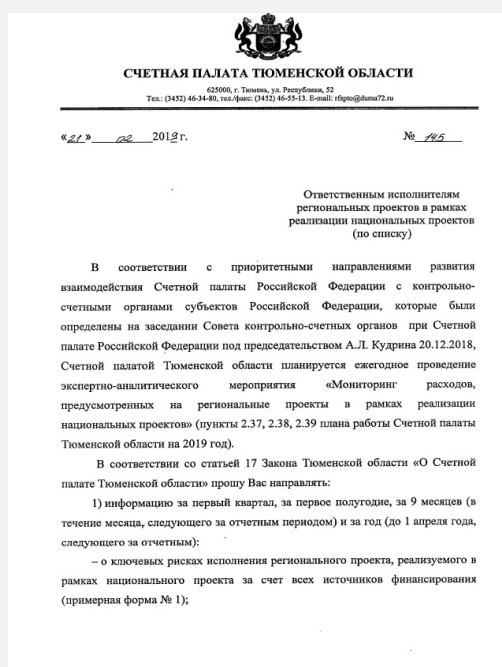 СЧЕТНАЯ ПАЛАТА ТЮМЕНСКОЙ ОБЛАСТИ
625000, г. Тюмень, ул. Республики, 52
Тел.: (3452) 46-34-80, тел./факс: (3452) 46-55-13. E-mail: rfspto@duma72.ru
«21» 02 2019 г. № 145
Ответственным исполнителям
региональных проектов в рамках
реализации национальных проектов
(по списку)
В соответствии с приоритетными направлениями развития
взаимодействия Счетной палаты Российской Федерации с контрольно-
счетными органами субъектов Российской Федерации, которые были
определены на заседании Совета контрольно-счетных органов при Счетной
палате Российской Федерации под председательством А.Л. Кудрина 20.12.2018,
Счетной палатой Тюменской области планируется ежегодное проведение
экспертно-аналитического мероприятия «Мониторинг расходов,
предусмотренных на региональные проекты в рамках реализации
национальных проектов» (пункты 2.37, 2.38, 2.39 плана работы Счетной палаты
Тюменской области на 2019 год).
В соответствии со статьей 17 Закона Тюменской области «О Счетной
палате Тюменской области» прошу Вас направлять:
1) информацию за первый квартал, за первое полугодие, за 9 месяцев (в
течение месяца, следующего за отчетным периодом) и за год (до 1 апреля года,
следующего за отчетным):
– о ключевых рисках исполнения регионального проекта, реализуемого в
рамках национального проекта за счет всех источников финансирования
(примерная форма № 1);